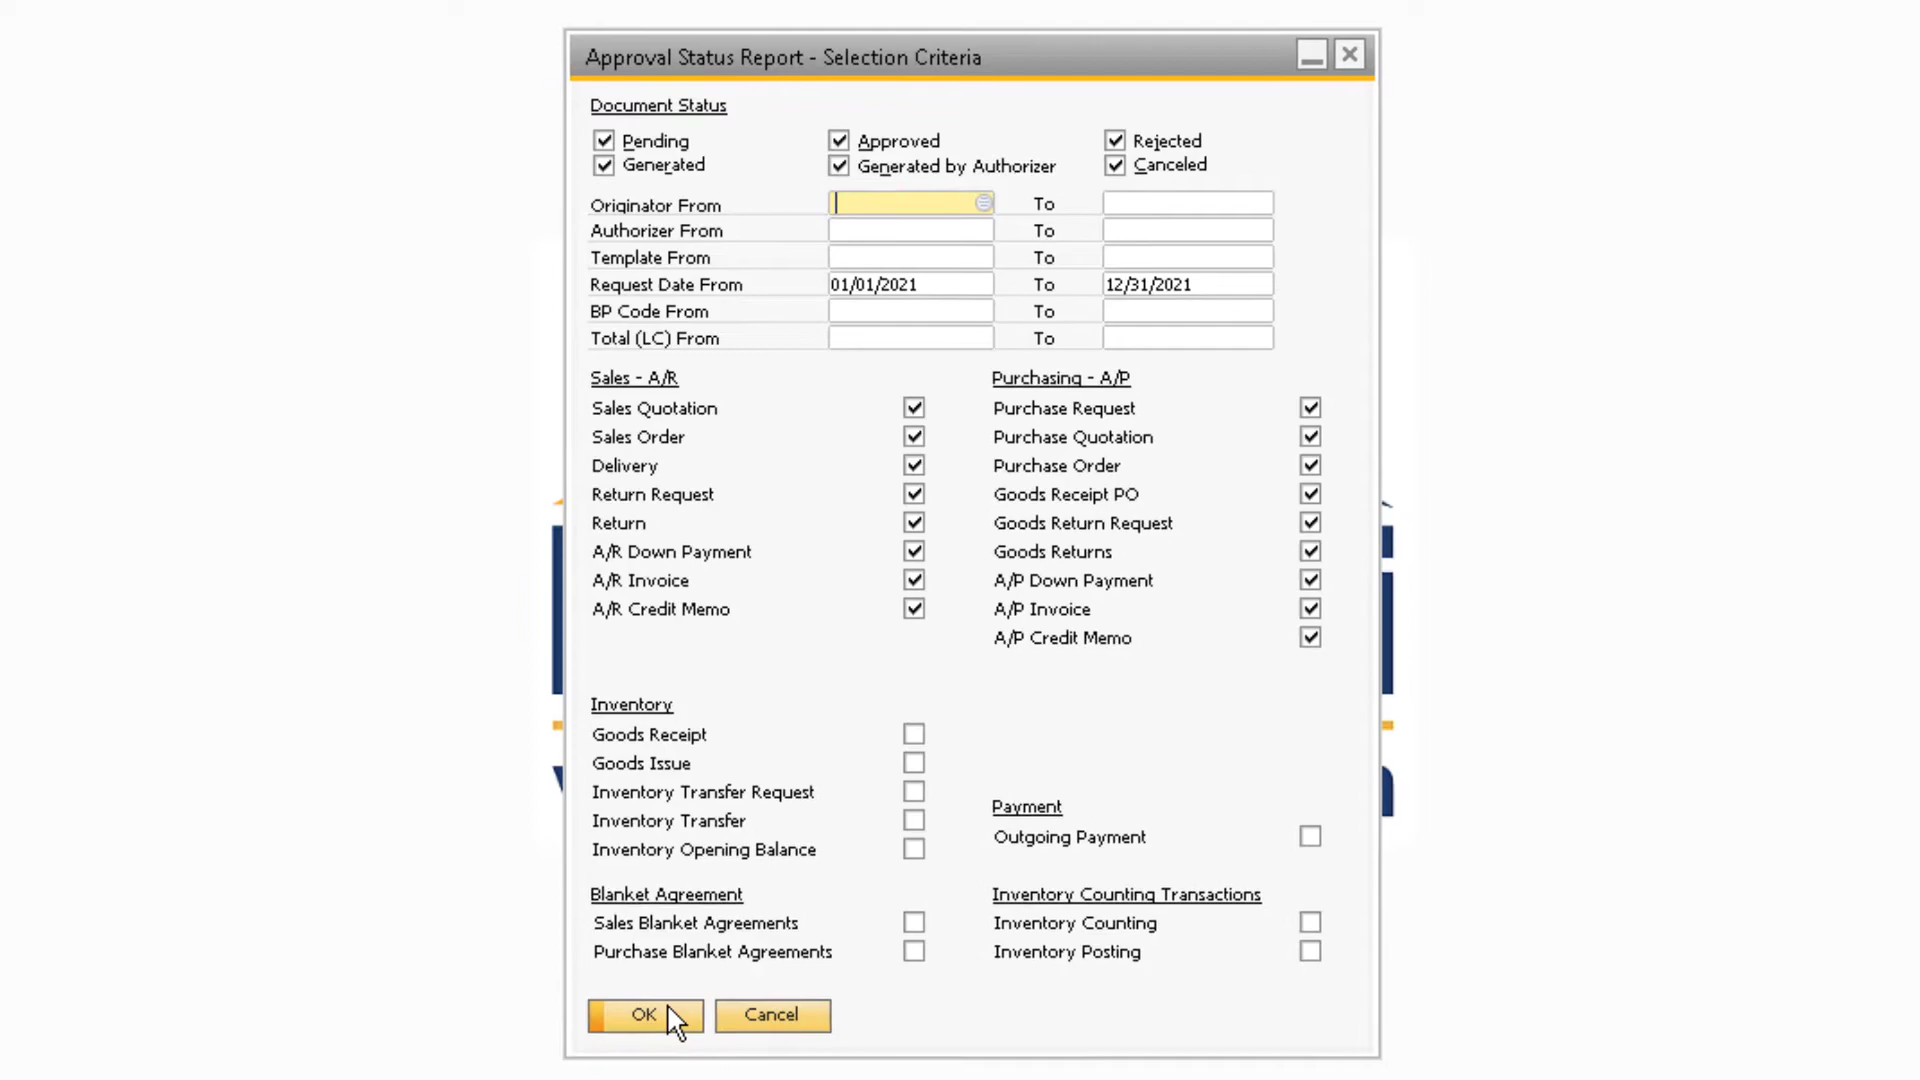 Approval Status Report - Selection Criteria
Document Status
Pending Approved Rejected
Generated Generated by Authorizer Canceled
Originator From To
Authorizer From To
Template From To
Request Date From 01/01/2021 To 12/31/2021
BP Code From To
Total (LC) From To
Sales - A/R Purchasing - A/P
Sales Quotation Purchase Request
Sales Order Purchase Quotation
Delivery Purchase Order
Return Request Goods Receipt PO
Return Goods Return Request
A/R Down Payment Goods Returns
A/R Invoice A/P Down Payment
A/R Credit Memo A/P Invoice
A/P Credit Memo
Inventory
Goods Receipt
Goods Issue
Inventory Transfer Request
Payment
Inventory Transfer
Outgoing Payment
Inventory Opening Balance
Blanket Agreement Inventory Counting Transactions
Sales Blanket Agreements Inventory Counting
Purchase Blanket Agreements Inventory Posting
OK Cancel